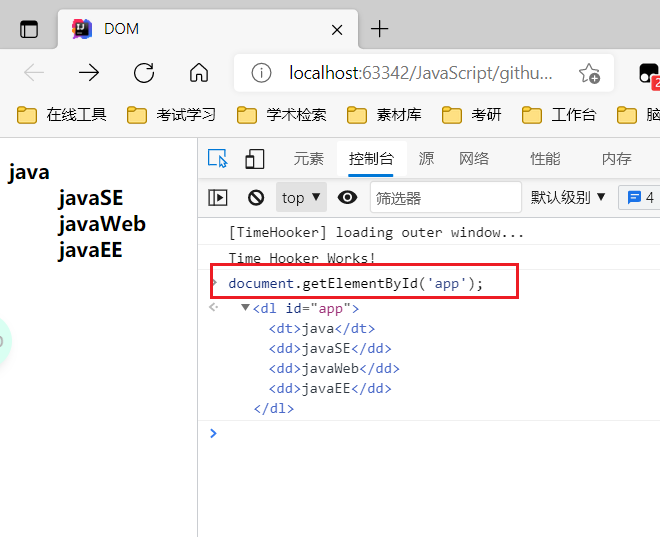 DOM
localhost:63342/JavaScript/githu...
在线工具 考试学习 学术检索 素材库 考研 工作台 脑
java
javaSE
javaWeb
javaEE
元素 控制台 源 网络 性能 内存
top 筛选器 默认级别 4
[TimeHooker] loading outer window...
Time Hooker Works!
document.getElementById('app');
<dl id="app">
<dt>java</dt>
<dd>javaSE</dd>
<dd>javaWeb</dd>
<dd>javaEE</dd>
</dl>